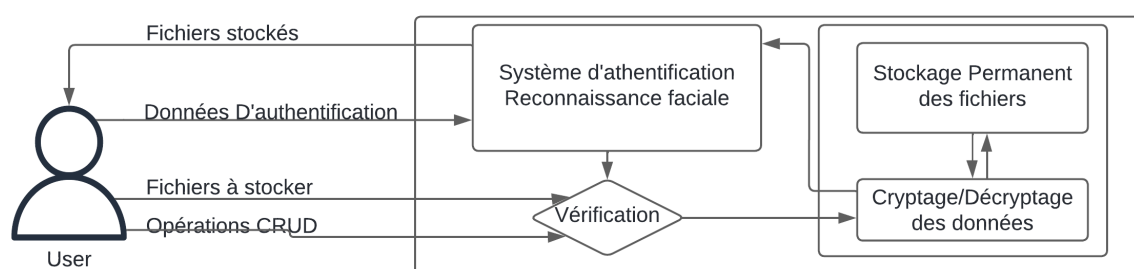 Fichiers stockés
Système d'athentification
Reconnaissance faciale
Stockage Permanent
des fichiers
Données D'authentification
Fichiers à stocker
Opérations CRUD
Vérification
Cryptage/Décryptage
des données
User